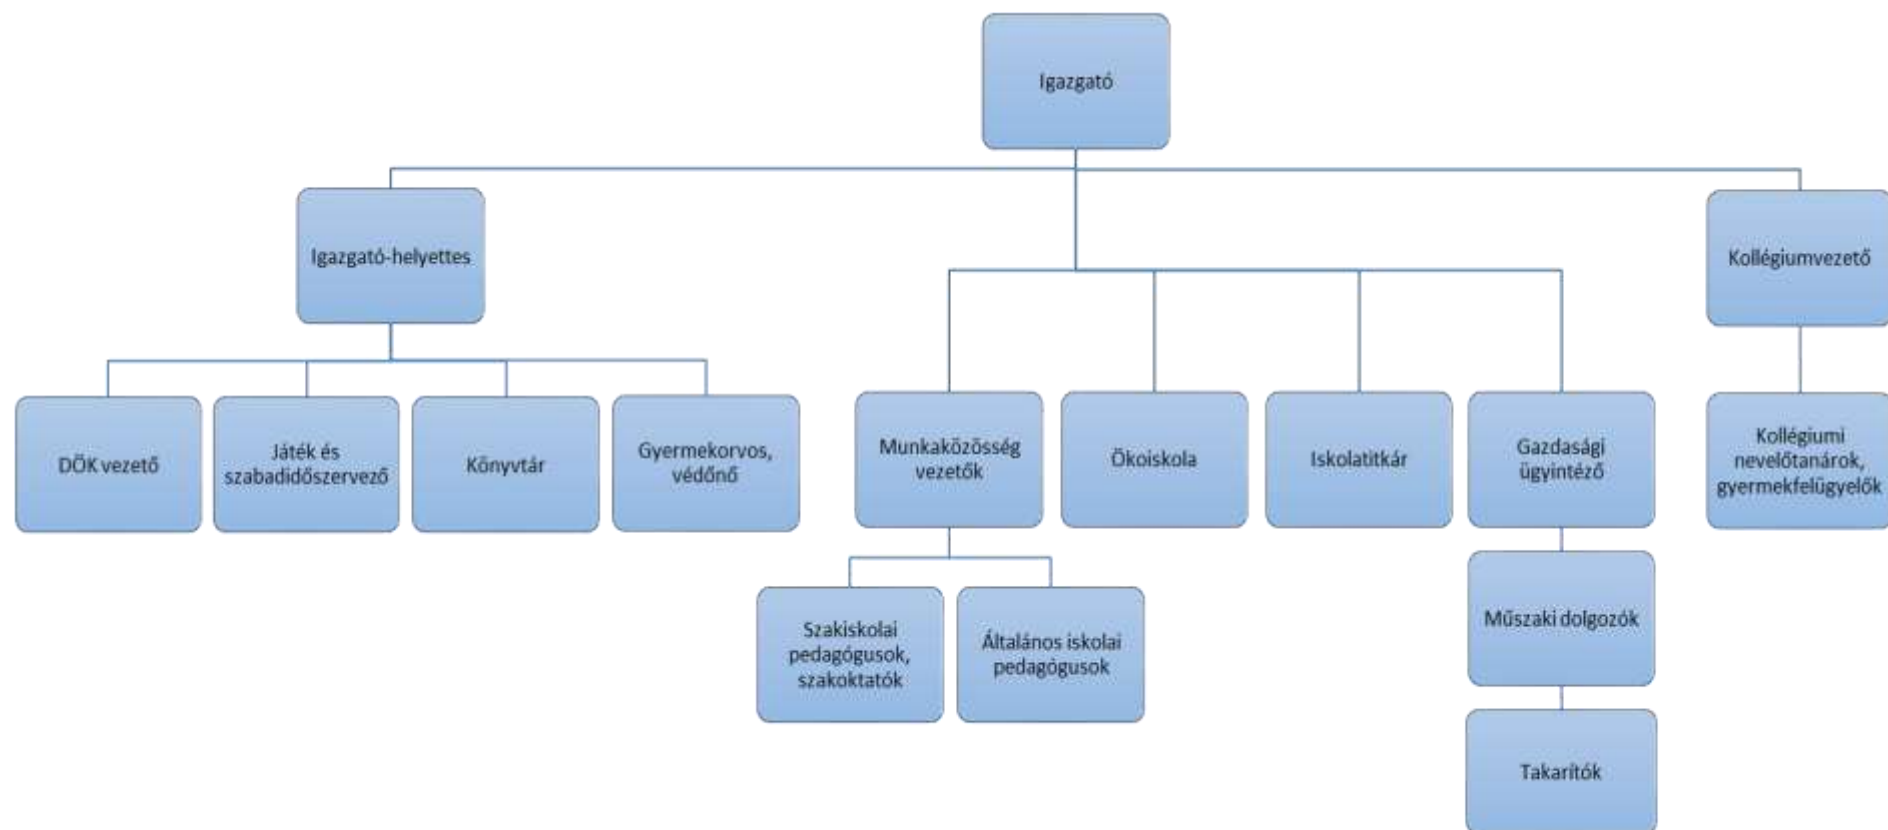 Igazgató
Igazgató-helyettes
Kollégiumvezető
DÖK vezető
Játék és
szabadidőszervező
Könyvtár
Gyermekorvos,
védőnő
Munkaközösség
vezetők
Ökoiskola
Iskolatitkár
Gazdasági
ügyintéző
Kollégiumi
nevelőtanárok,
gyermekfelügyelők
Szakiskolai
pedagógusok,
szakoktatók
Általános iskolai
pedagógusok
Műszaki dolgozók
Takarítók